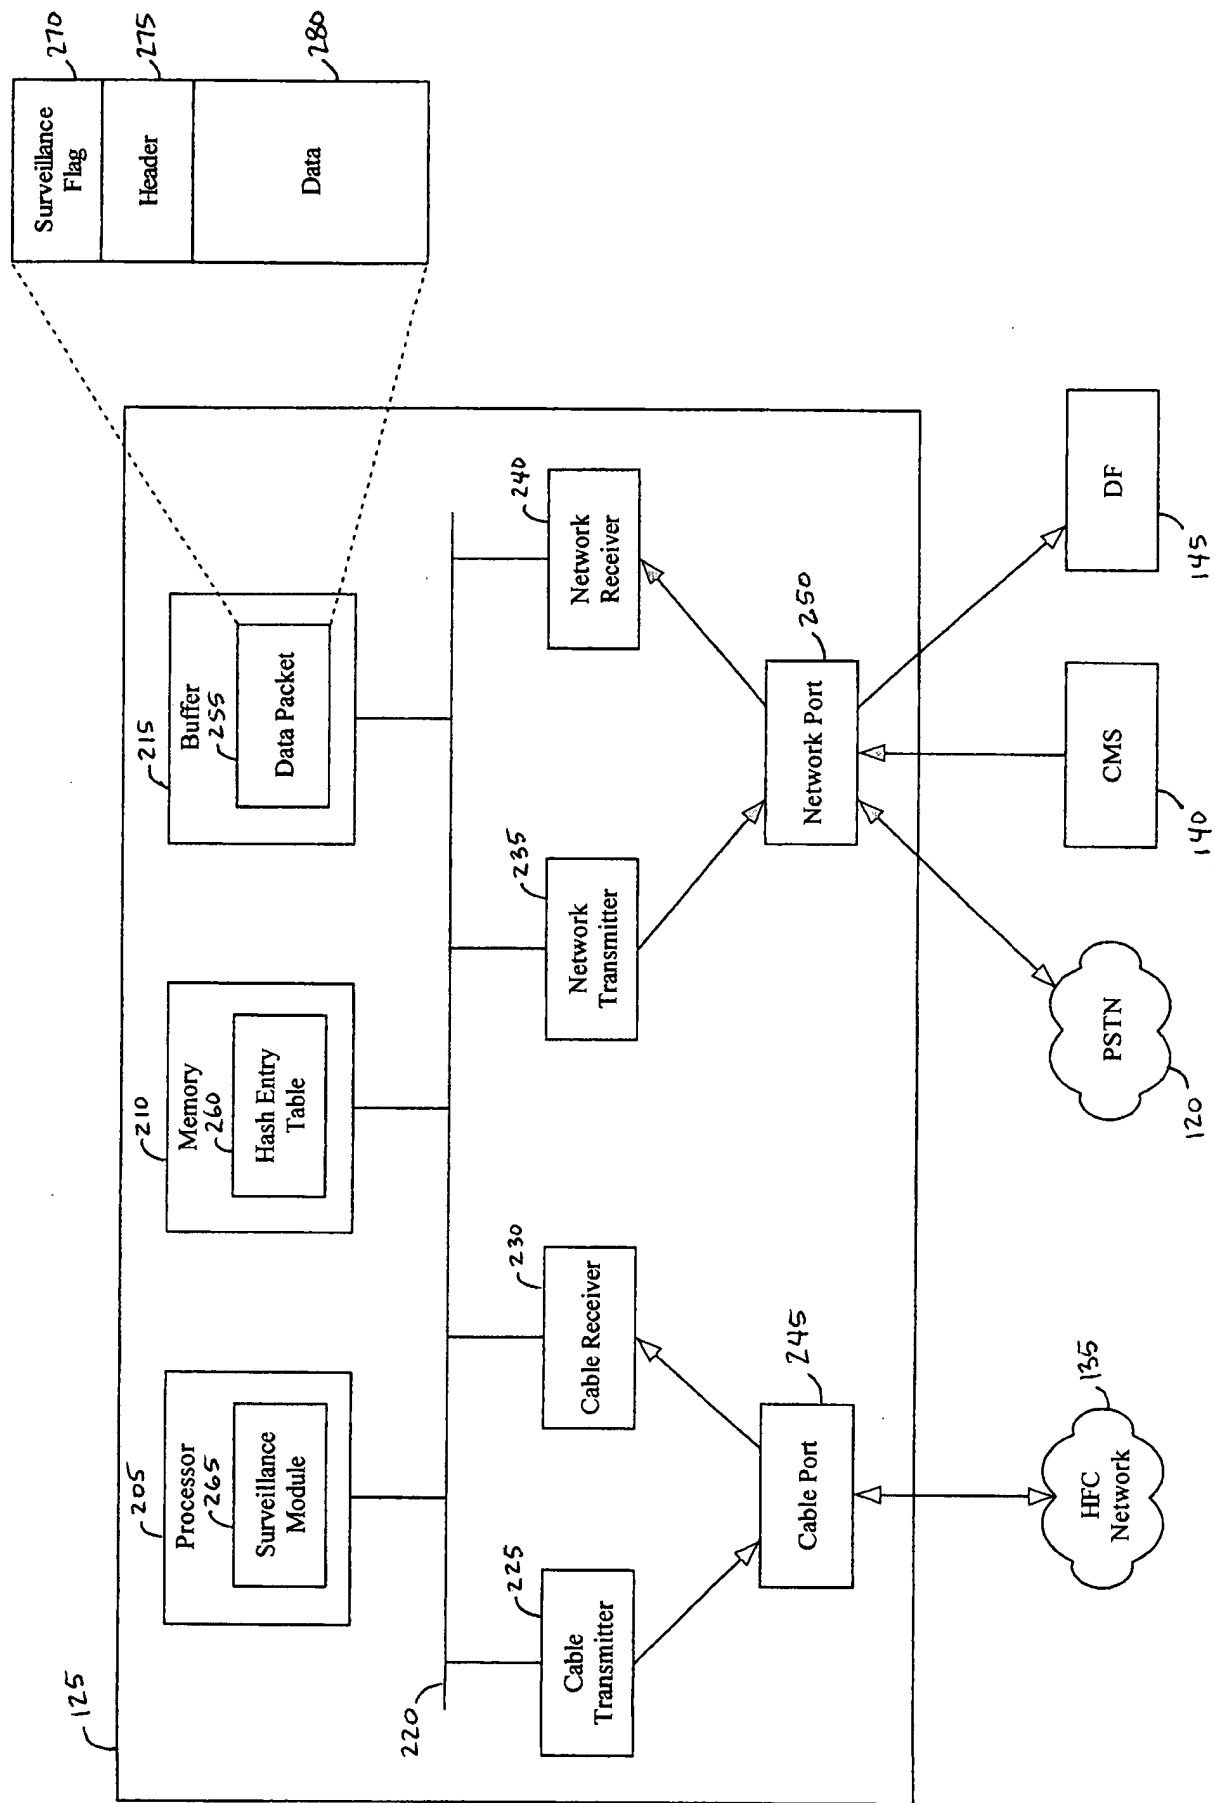 Surveillance
Flag
270
Header
275
Data
280
125
205
Processor
265
Surveillance
Module
210
Memory
260
Hash Entry
Table
215
Buffer
255
Data Packet
220
225
Cable
Transmitter
230
Cable Receiver
235
Network
Transmitter
240
Network
Receiver
245
Cable Port
250
Network Port
HFC
Network
135
PSTN
120
CMS
140
DF
145